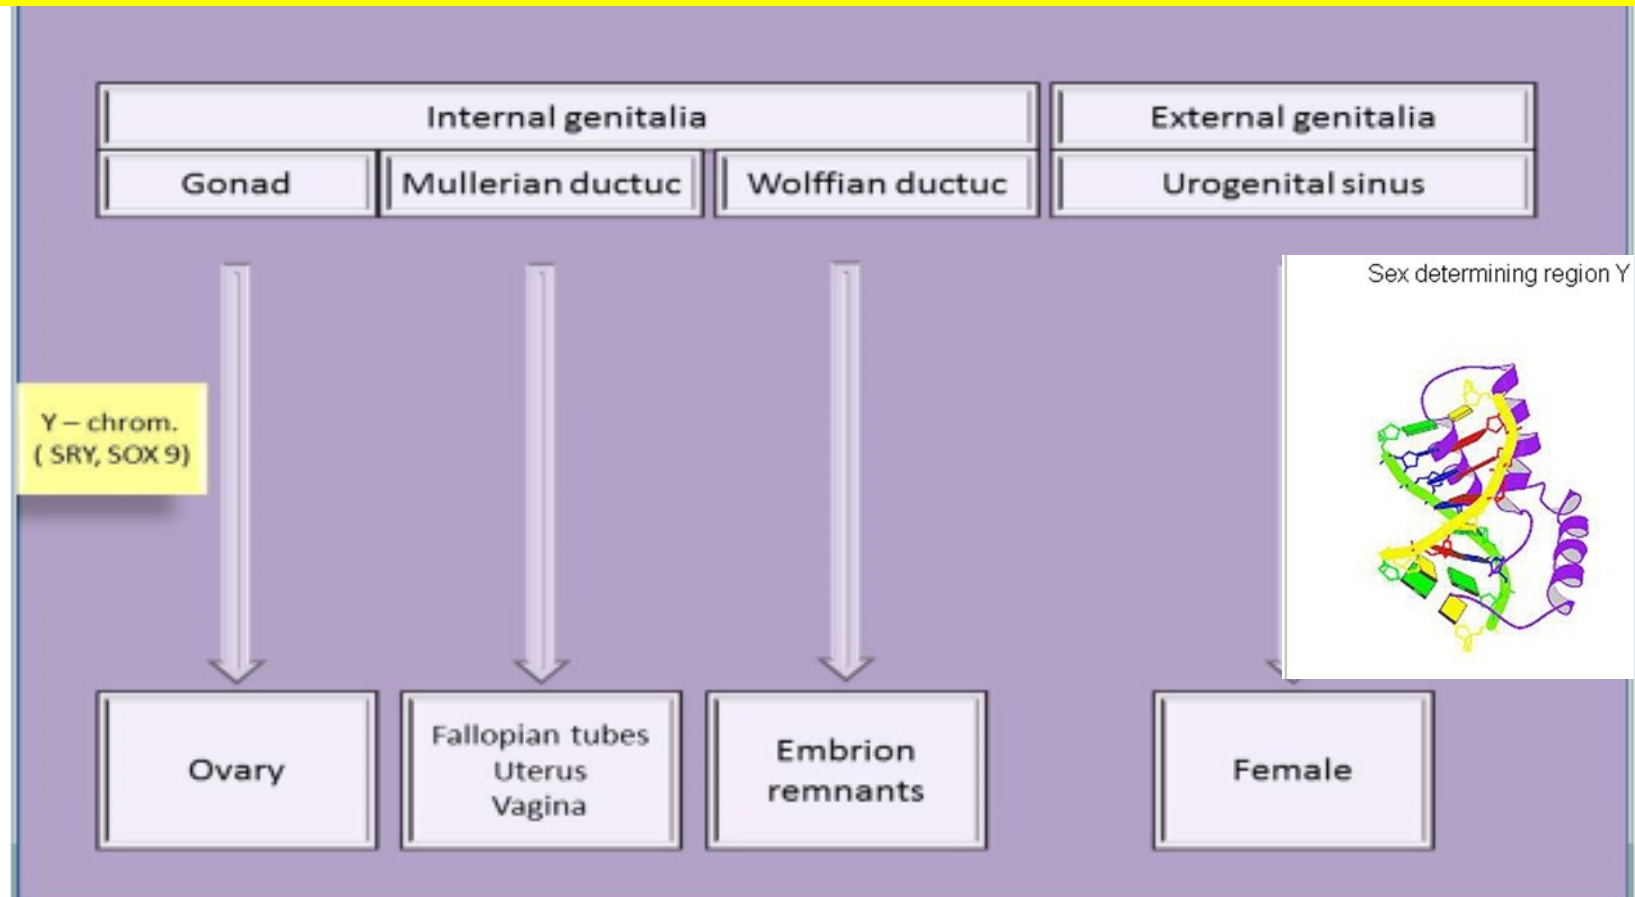 Internal genitalia
External genitalia
Gonad
Mullerian ductuc
Wolffian ductuc
Urogenital sinus
Sex determining region Y
Y – chrom.
( SRY, SOX 9)
Ovary
Fallopian tubes
Uterus
Vagina
Embrion
remnants
Female